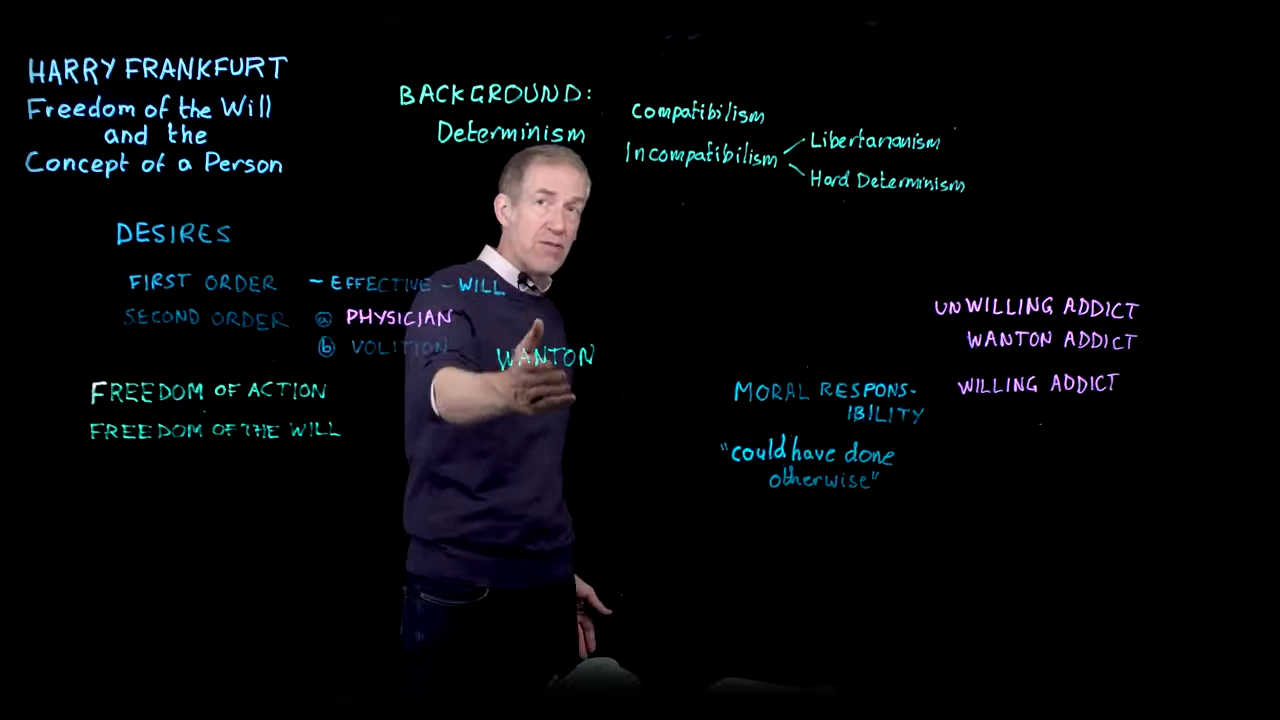 HARRY FRANKFURT
Freedom of the Will
and the
Concept of a Person
BACKGROUND:
Determinism
Compatibilism
Incompatibilism
Libertarianism
Hard Determinism
DESIRES
FIRST ORDER - EFFECTIVE - WILL
SECOND ORDER ⓐ PHYSICIAN
ⓑ VOLITION
WANTON
FREEDOM OF ACTION
FREEDOM OF THE WILL
MORAL RESPONS-
IBILITY
"could have done
otherwise"
UNWILLING ADDICT
WANTON ADDICT
WILLING ADDICT